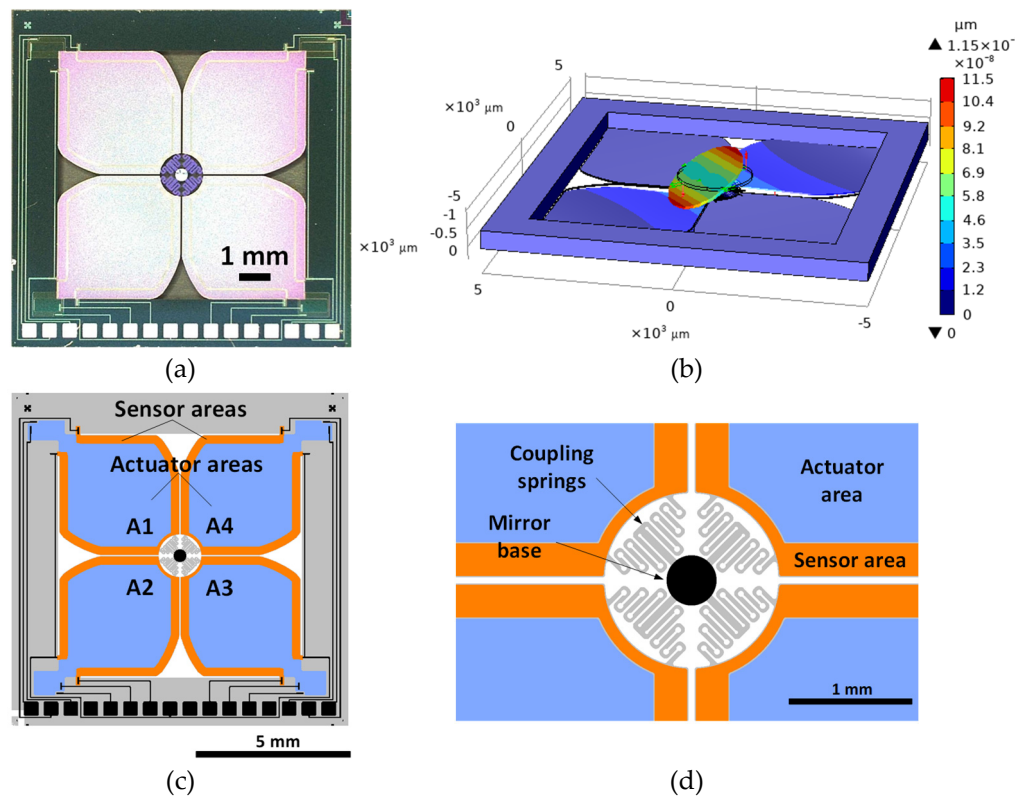 1 mm
(a)
µm
1.15×10⁻
×10⁻⁸
11.5
10.4
9.2
8.1
6.9
5.8
4.6
3.5
2.3
1.2
0
0
5
×10³ µm
0
-5
-1
-0.5
0
×10³ µm
5
0
-5
×10³ µm
(b)
Sensor areas
Actuator areas
A1
A4
A2
A3
5 mm
(c)
Coupling
springs
Actuator
area
Mirror
base
Sensor area
1 mm
(d)